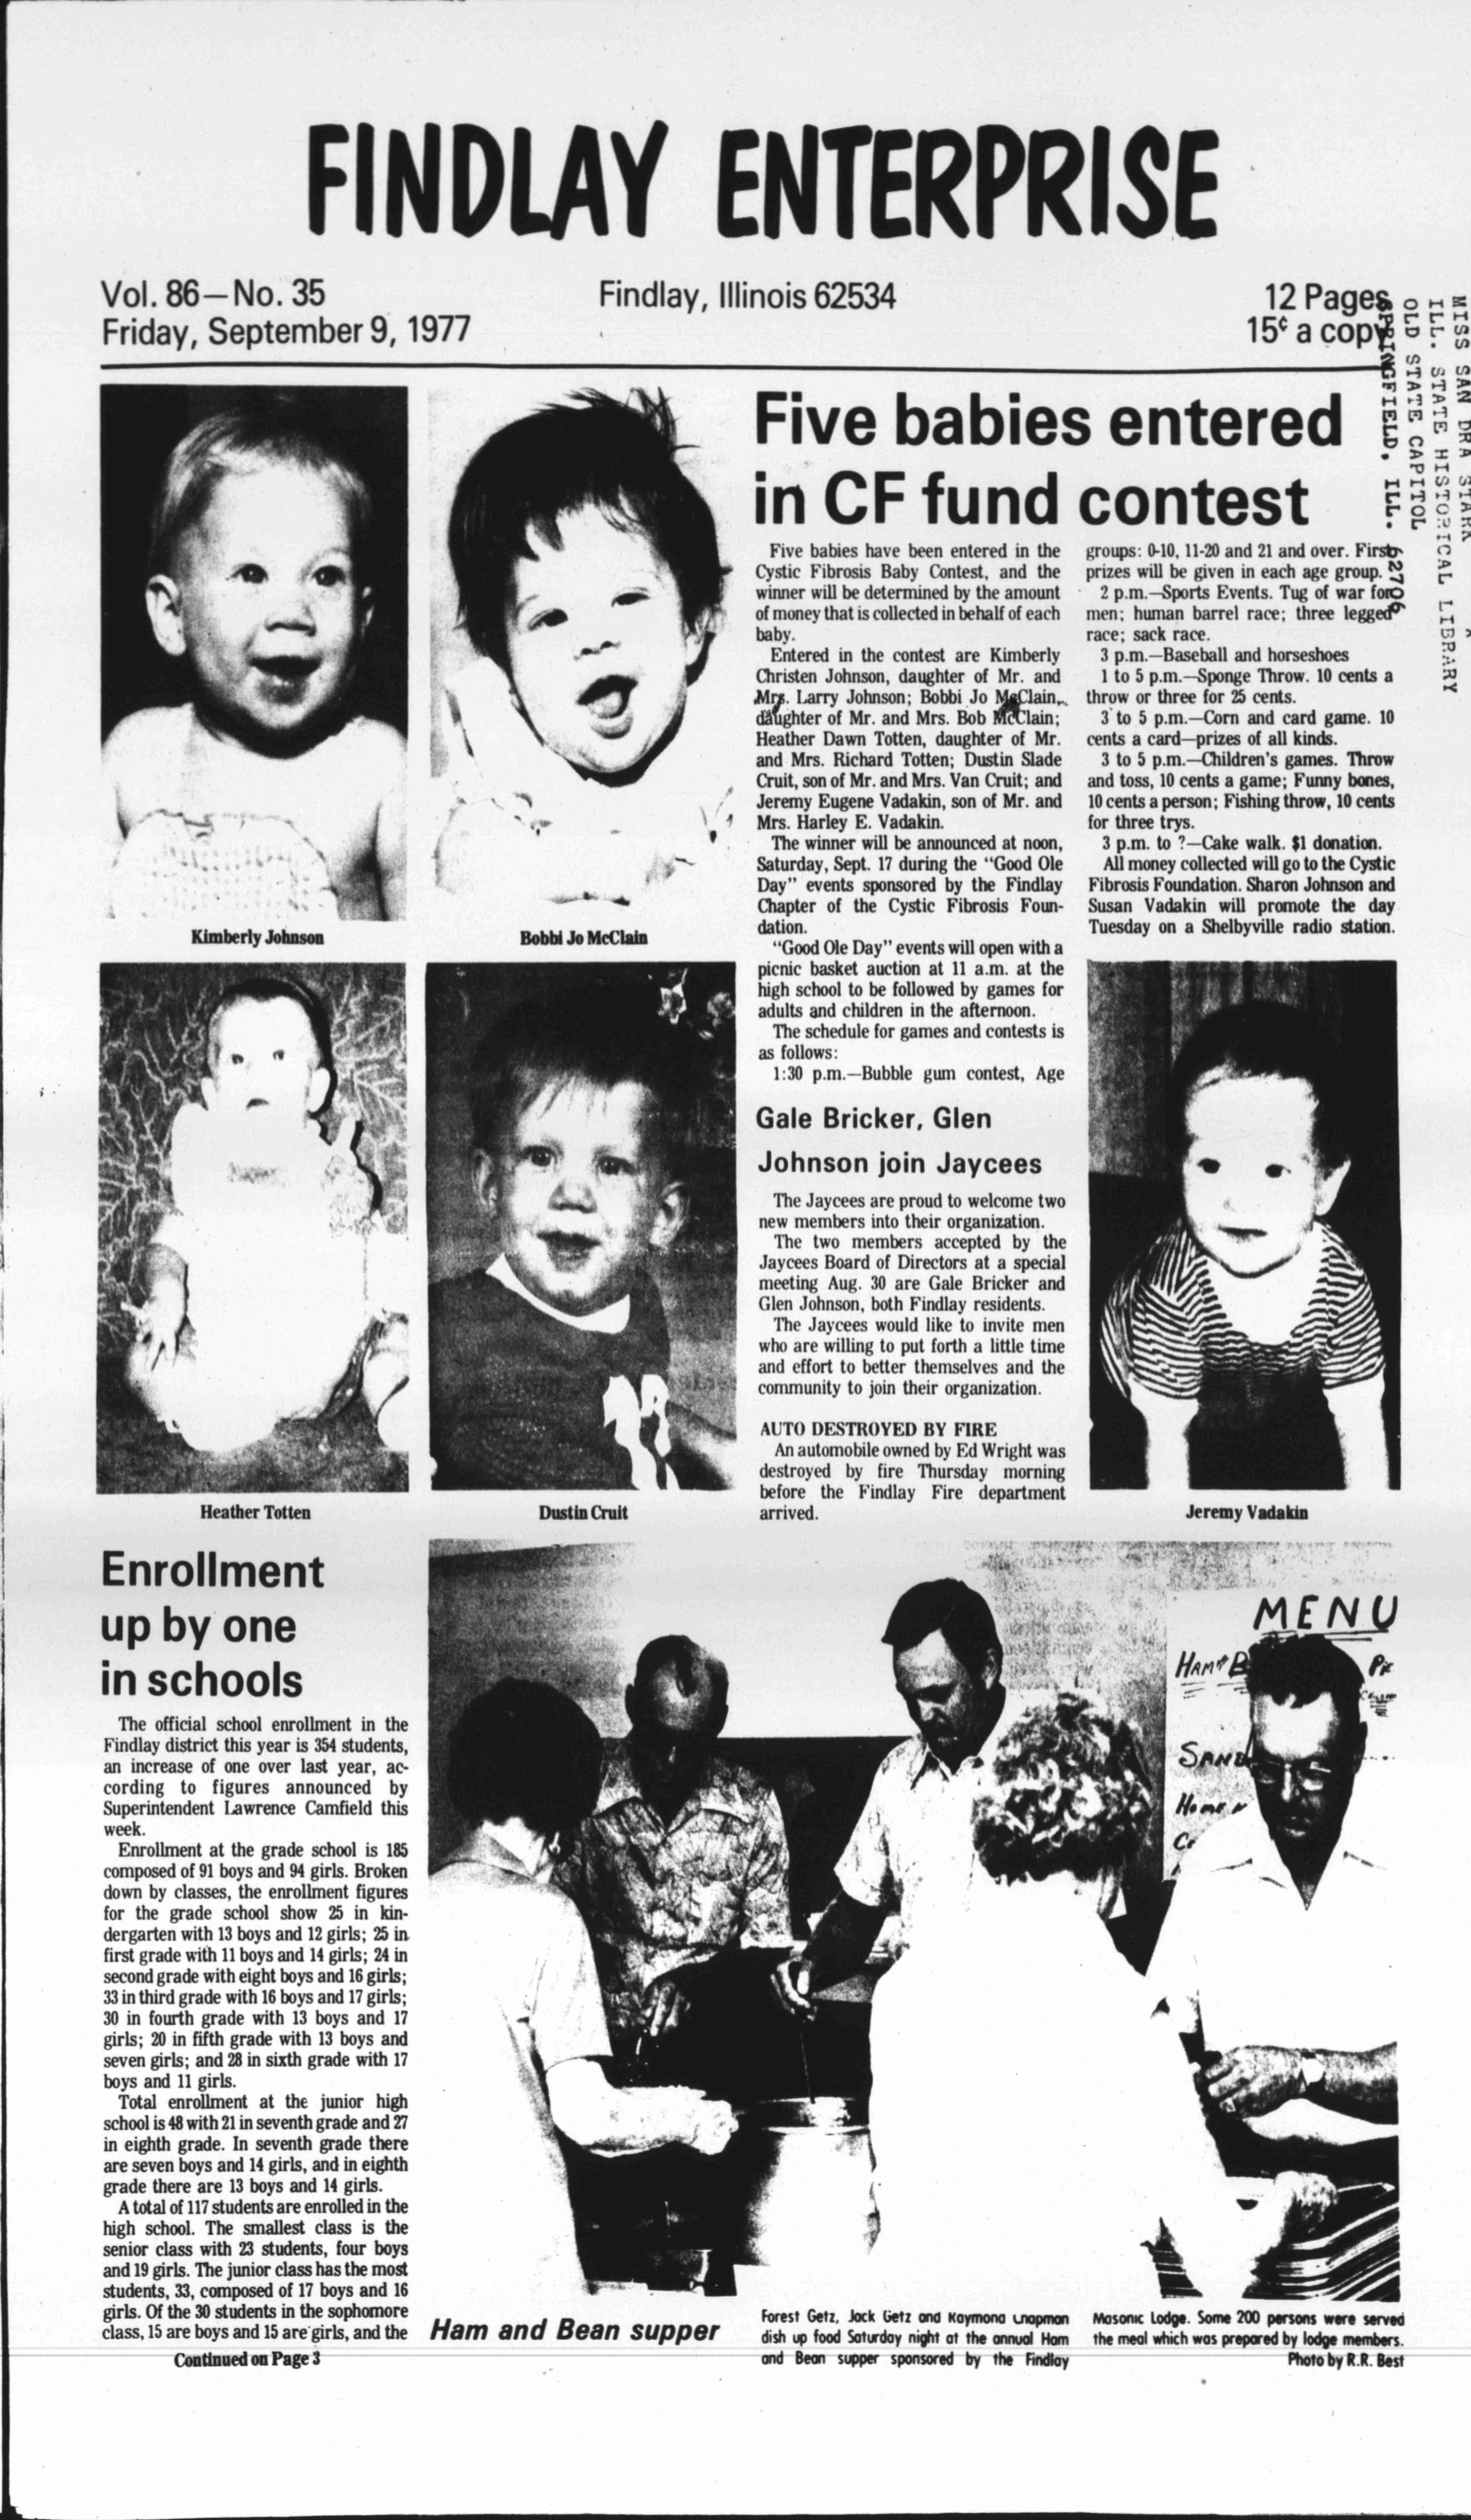 FINDLAY ENTERPRISE
Vol. 86—No. 35
Friday, September 9, 1977
Findlay, Illinois 62534
12 Pages
15¢ a copy
MISS SAN DRA STARK
ILL. STATE HISTORICAL LIBRARY
OLD STATE CAPITOL
SPRINGFIELD, ILL. 62706
Kimberly Johnson
Bobbi Jo McClain
Five babies entered
in CF fund contest
Five babies have been entered in the
Cystic Fibrosis Baby Contest, and the
winner will be determined by the amount
of money that is collected in behalf of each
baby.
Entered in the contest are Kimberly
Christen Johnson, daughter of Mr. and
Mrs. Larry Johnson; Bobbi Jo McClain,
daughter of Mr. and Mrs. Bob McClain;
Heather Dawn Totten, daughter of Mr.
and Mrs. Richard Totten; Dustin Slade
Cruit, son of Mr. and Mrs. Van Cruit; and
Jeremy Eugene Vadakin, son of Mr. and
Mrs. Harley E. Vadakin.
The winner will be announced at noon,
Saturday, Sept. 17 during the "Good Ole
Day" events sponsored by the Findlay
Chapter of the Cystic Fibrosis Foun-
dation.
"Good Ole Day" events will open with a
picnic basket auction at 11 a.m. at the
high school to be followed by games for
adults and children in the afternoon.
The schedule for games and contests is
as follows:
1:30 p.m.—Bubble gum contest, Age
groups: 0-10, 11-20 and 21 and over. First
prizes will be given in each age group.
2 p.m.—Sports Events. Tug of war for
men; human barrel race; three legged
race; sack race.
3 p.m.—Baseball and horseshoes
1 to 5 p.m.—Sponge Throw. 10 cents a
throw or three for 25 cents.
3 to 5 p.m.—Corn and card game. 10
cents a card—prizes of all kinds.
3 to 5 p.m.—Children's games. Throw
and toss, 10 cents a game; Funny bones,
10 cents a person; Fishing throw, 10 cents
for three trys.
3 p.m. to ?—Cake walk. $1 donation.
All money collected will go to the Cystic
Fibrosis Foundation. Sharon Johnson and
Susan Vadakin will promote the day
Tuesday on a Shelbyville radio station.
Heather Totten
Dustin Cruit
Gale Bricker, Glen
Johnson join Jaycees
The Jaycees are proud to welcome two
new members into their organization.
The two members accepted by the
Jaycees Board of Directors at a special
meeting Aug. 30 are Gale Bricker and
Glen Johnson, both Findlay residents.
The Jaycees would like to invite men
who are willing to put forth a little time
and effort to better themselves and the
community to join their organization.
AUTO DESTROYED BY FIRE
An automobile owned by Ed Wright was
destroyed by fire Thursday morning
before the Findlay Fire department
arrived.
Jeremy Vadakin
Enrollment
up by one
in schools
The official school enrollment in the
Findlay district this year is 354 students,
an increase of one over last year, ac-
cording to figures announced by
Superintendent Lawrence Camfield this
week.
Enrollment at the grade school is 185
composed of 91 boys and 94 girls. Broken
down by classes, the enrollment figures
for the grade school show 25 in kin-
dergarten with 13 boys and 12 girls; 25 in
first grade with 11 boys and 14 girls; 24 in
second grade with eight boys and 16 girls;
33 in third grade with 16 boys and 17 girls;
30 in fourth grade with 13 boys and 17
girls; 20 in fifth grade with 13 boys and
seven girls; and 28 in sixth grade with 17
boys and 11 girls.
Total enrollment at the junior high
school is 48 with 21 in seventh grade and 27
in eighth grade. In seventh grade there
are seven boys and 14 girls, and in eighth
grade there are 13 boys and 14 girls.
A total of 117 students are enrolled in the
high school. The smallest class is the
senior class with 23 students, four boys
and 19 girls. The junior class has the most
students, 33, composed of 17 boys and 16
girls. Of the 30 students in the sophomore
class, 15 are boys and 15 are girls, and the
Continued on Page 3
MENU
HAM
SAND
Ham and Bean supper
Forest Getz, Jack Getz and Raymond Chapman
dish up food Saturday night at the annual Ham
and Bean supper sponsored by the Findlay
Masonic Lodge. Some 200 persons were served
the meal which was prepared by lodge members.
Photo by R.R. Best